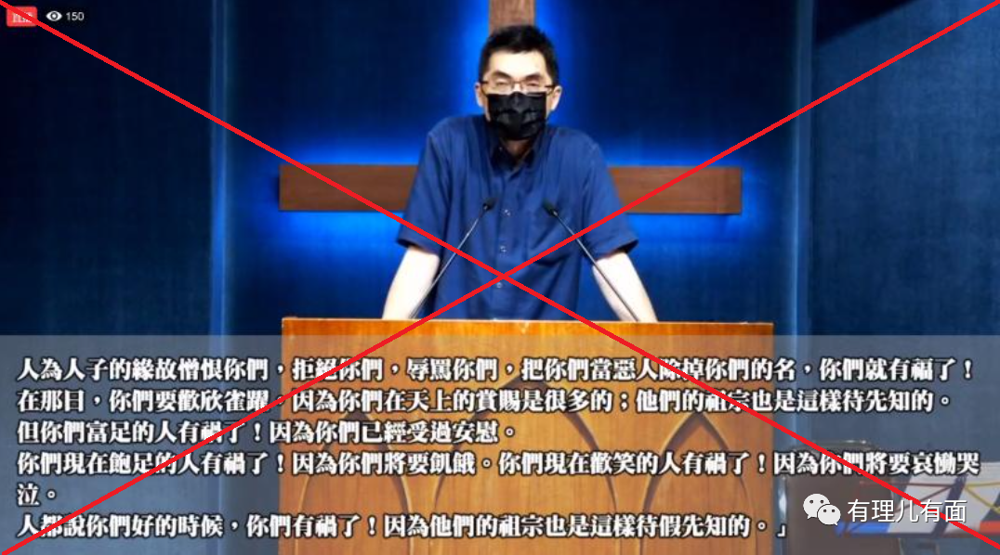 直播 150
人為人子的緣故憎恨你們，拒絕你們，辱罵你們，把你們當惡人除掉你們的名，你們就有福了！
在那日，你們要歡欣雀躍。因為你們在天上的賞賜是很多的；他們的祖宗也是這樣待先知的。
但你們富足的人有禍了！因為你們已經受過安慰。
你們現在飽足的人有禍了！因為你們將要飢餓。你們現在歡笑的人有禍了！因為你們將要哀慟哭
泣。
人都說你們好的時候，你們有禍了！因為他們的祖宗也是這樣待假先知的。」
有理儿有面